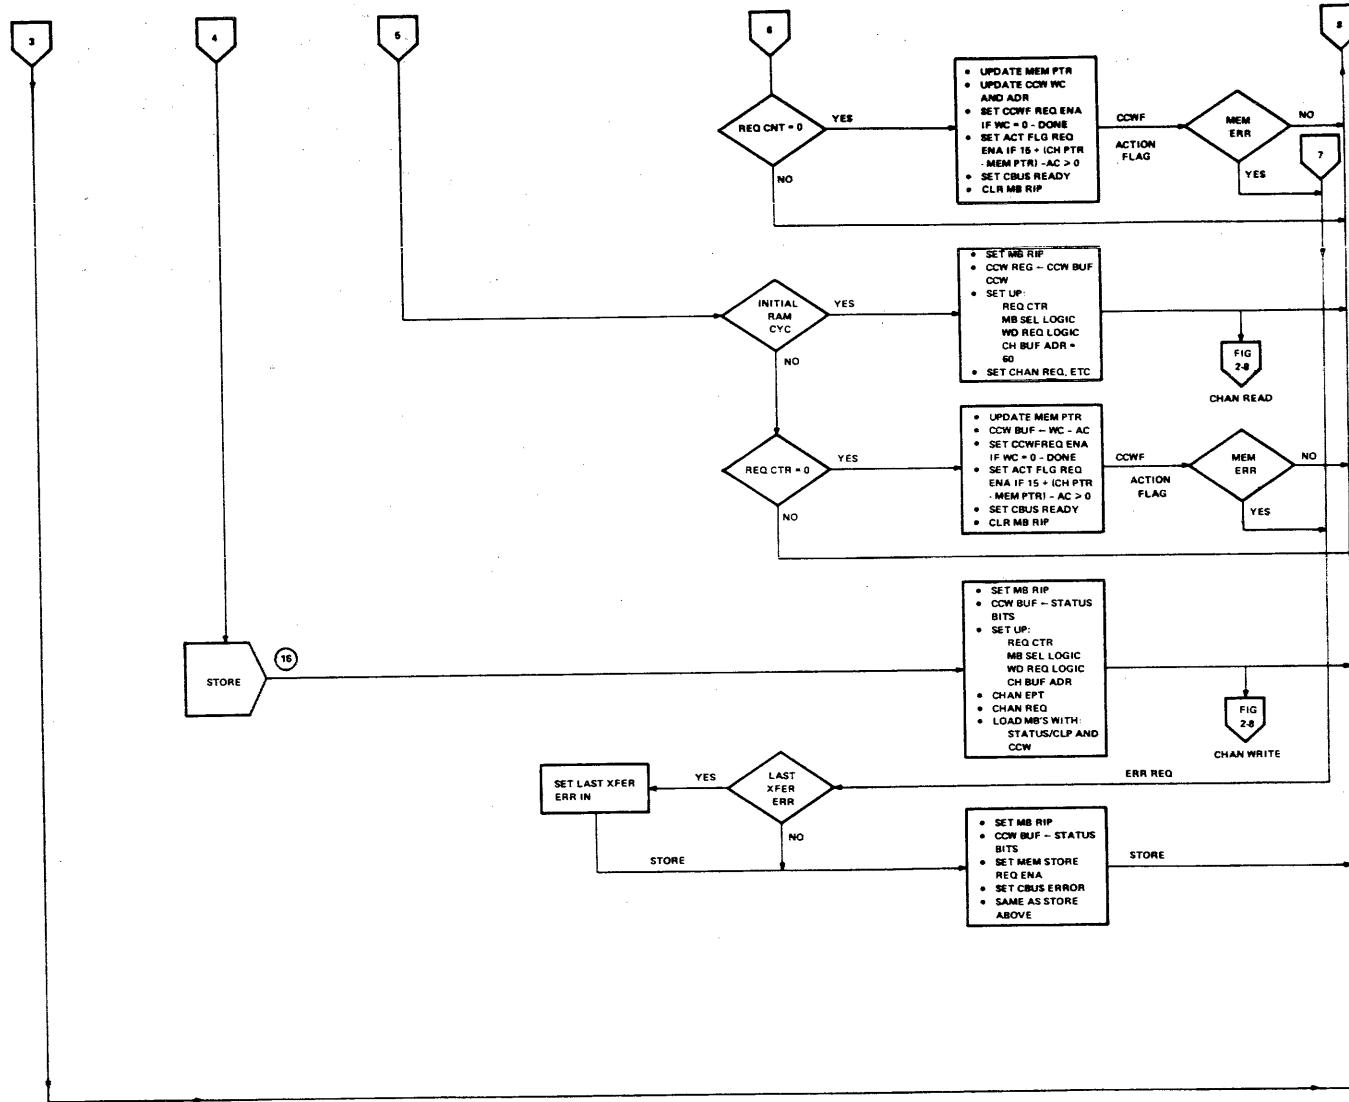 3
4
5
6
8
• UPDATE MEM PTR
• UPDATE CCW WC
AND ADR
• SET CCWF REQ ENA
IF WC = 0 - DONE
• SET ACT FLG REQ
ENA IF 15 + (CH PTR
- MEM PTR) - AC > 0
• SET CBUS READY
• CLR MB RIP
REQ CNT = 0
YES
NO
CCWF
ACTION
FLAG
MEM
ERR
NO
YES
7
INITIAL
RAM
CYC
YES
NO
• SET MB RIP
• CCW REG – CCW BUF
CCW
• SET UP:
REQ CTR
MB SEL LOGIC
WD REQ LOGIC
CH BUF ADR =
60
• SET CHAN REQ, ETC
FIG
2-8
CHAN READ
REQ CTR = 0
YES
NO
• UPDATE MEM PTR
• CCW BUF – WC – AC
• SET CCWFREQ ENA
IF WC = 0 - DONE
• SET ACT FLG REQ
ENA IF 15 + (CH PTR
- MEM PTR) – AC > 0
• SET CBUS READY
• CLR MB RIP
CCWF
ACTION
FLAG
MEM
ERR
NO
YES
STORE
16
• SET MB RIP
• CCW BUF – STATUS
BITS
• SET UP:
REQ CTR
MB SEL LOGIC
WD REQ LOGIC
CH BUF ADR
• CHAN EPT
• CHAN REQ
• LOAD MB'S WITH:
STATUS/CLP AND
CCW
FIG
2-8
CHAN WRITE
SET LAST XFER
ERR IN
YES
LAST
XFER
ERR
NO
ERR REQ
STORE
• SET MB RIP
• CCW BUF – STATUS
BITS
• SET MEM STORE
REQ ENA
• SET CBUS ERROR
• SAME AS STORE
ABOVE
STORE